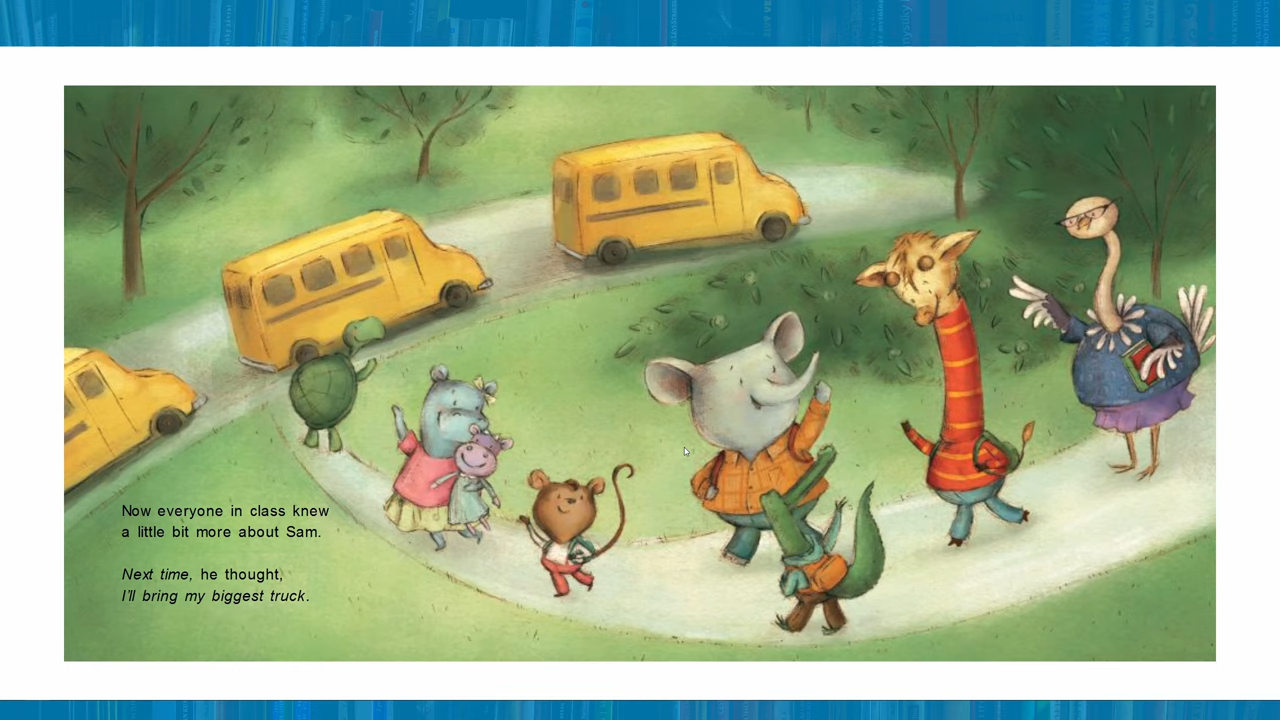 Now everyone in class knew
a little bit more about Sam.
Next time, he thought,
I'll bring my biggest truck.